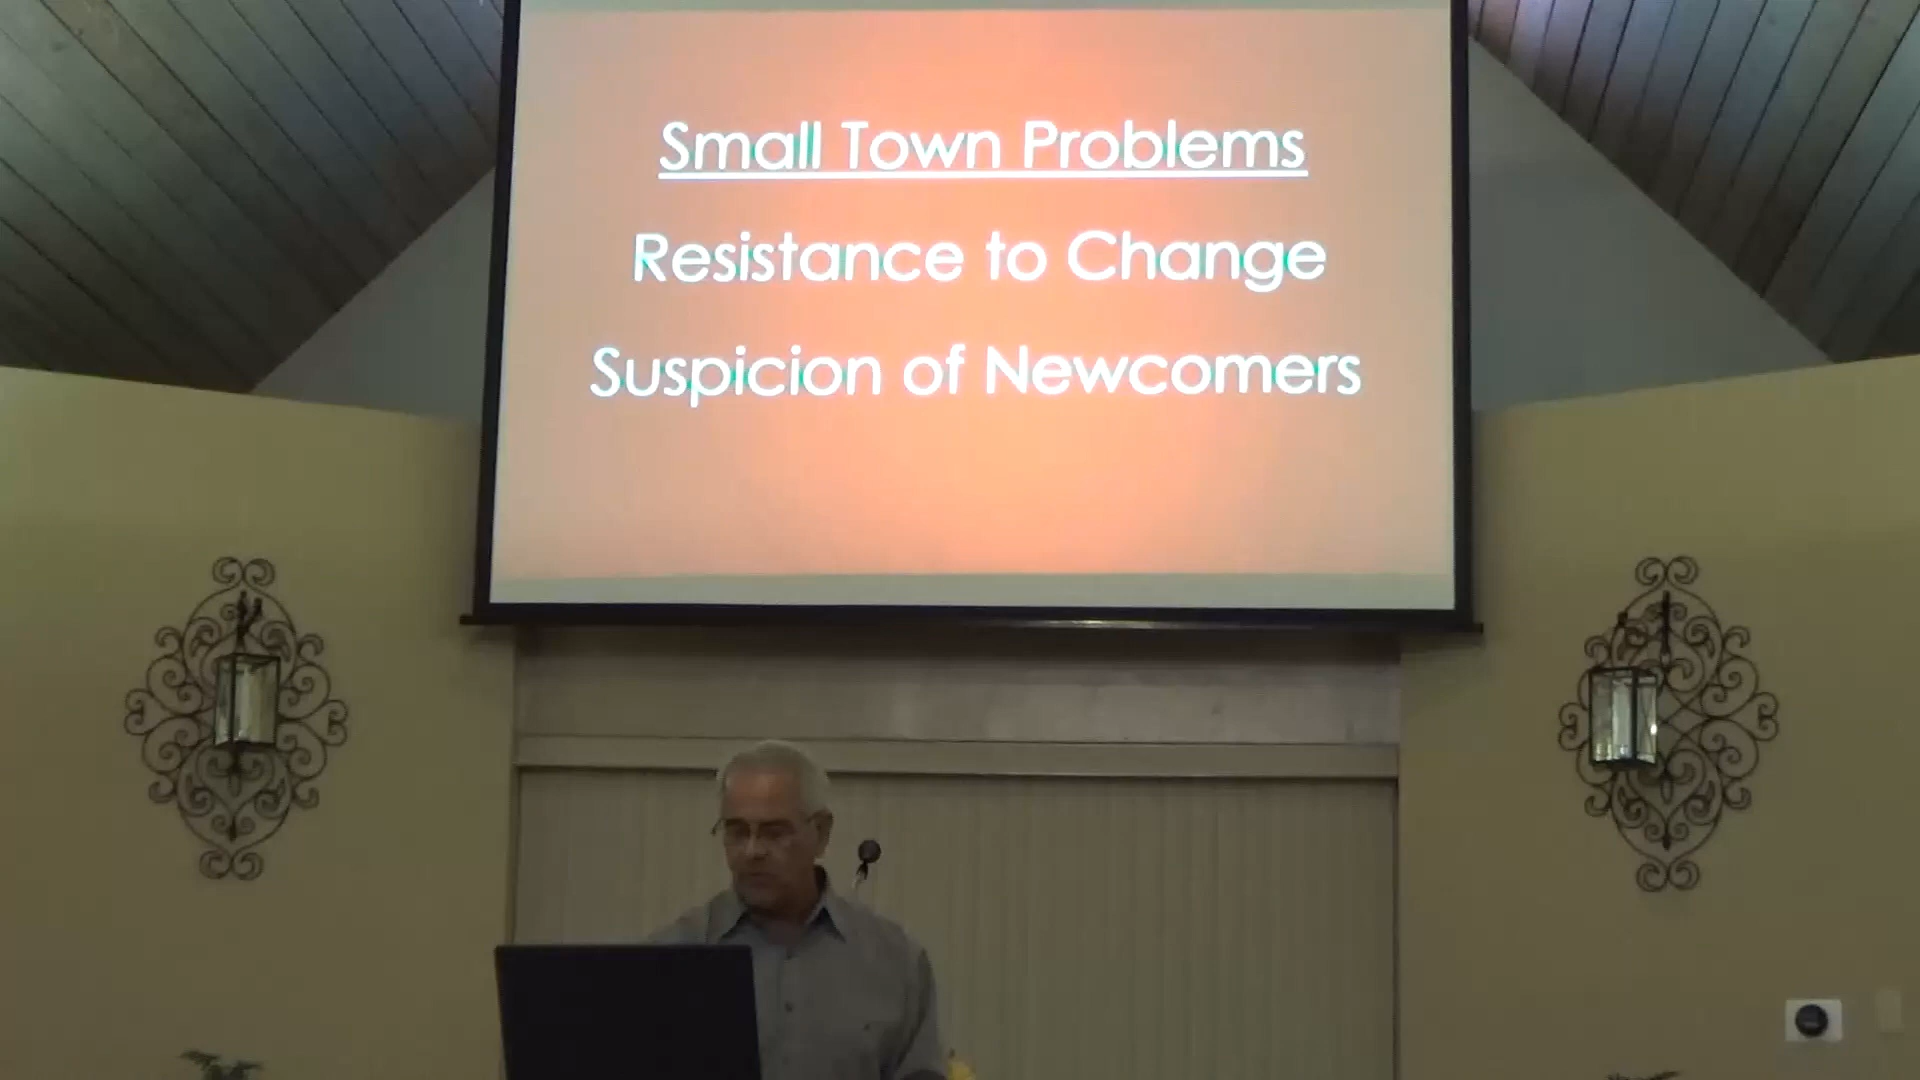 Small Town Problems
Resistance to Change
Suspicion of Newcomers